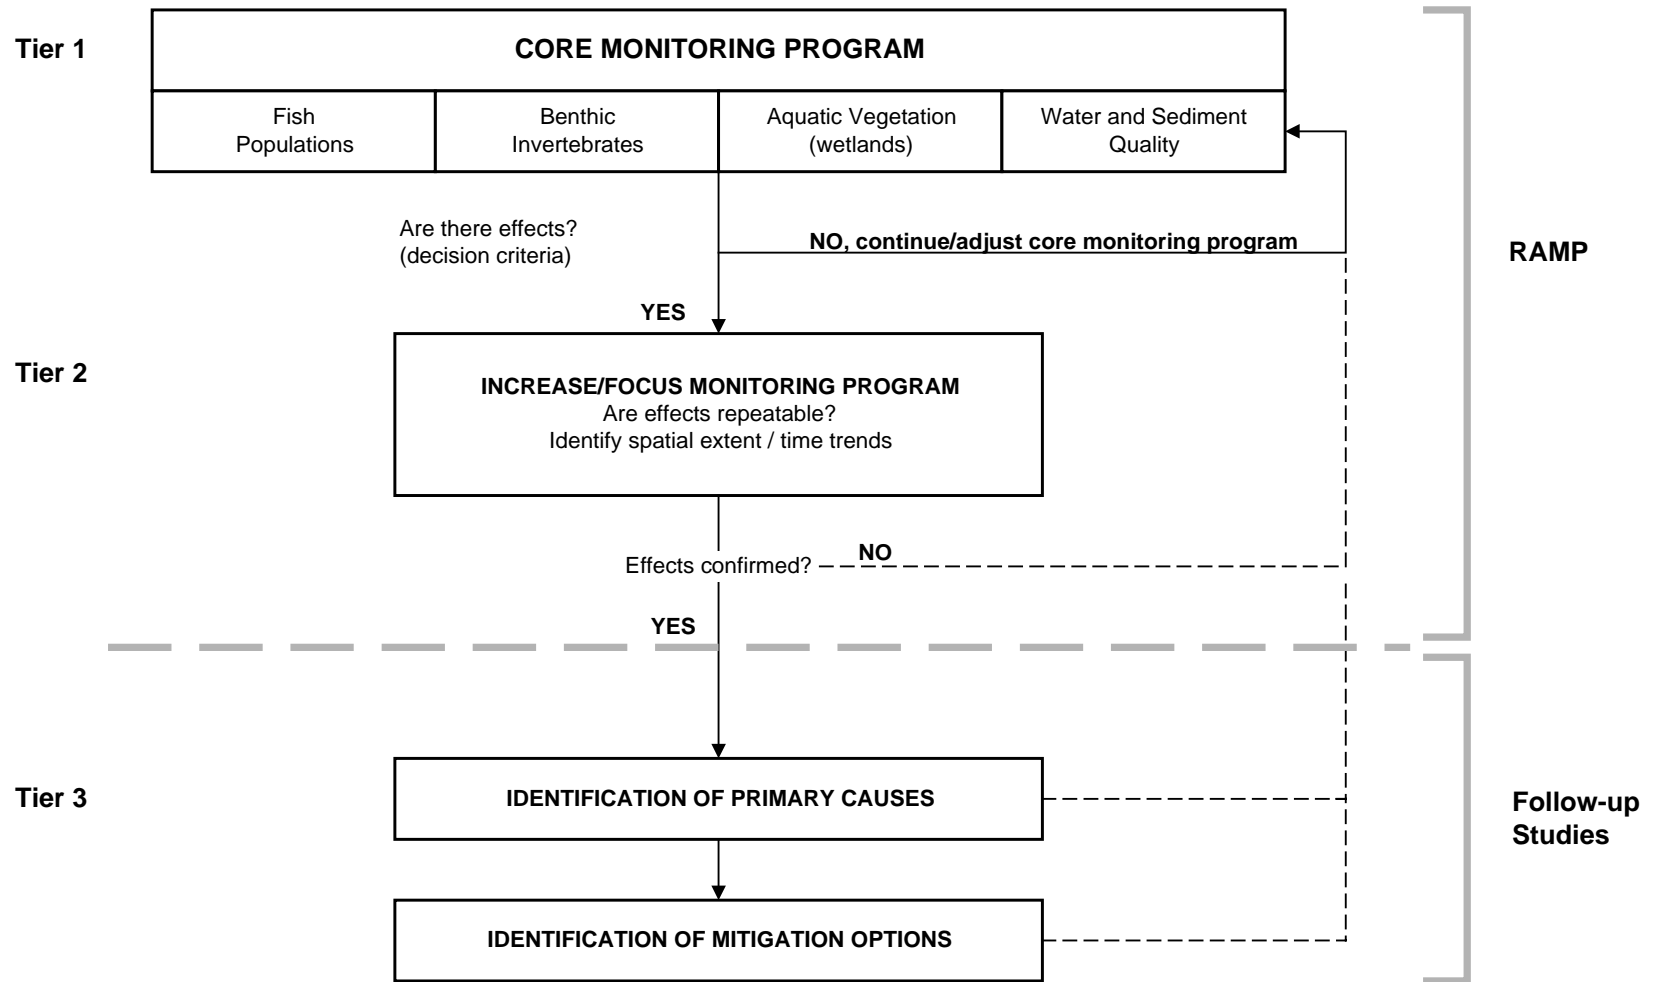 Tier 1
CORE MONITORING PROGRAM
Fish
Populations
Benthic
Invertebrates
Aquatic Vegetation
(wetlands)
Water and Sediment
Quality
Are there effects?
(decision criteria)
NO, continue/adjust core monitoring program
RAMP
YES
Tier 2
INCREASE/FOCUS MONITORING PROGRAM
Are effects repeatable?
Identify spatial extent / time trends
Effects confirmed?
NO
YES
Tier 3
IDENTIFICATION OF PRIMARY CAUSES
Follow-up
Studies
IDENTIFICATION OF MITIGATION OPTIONS